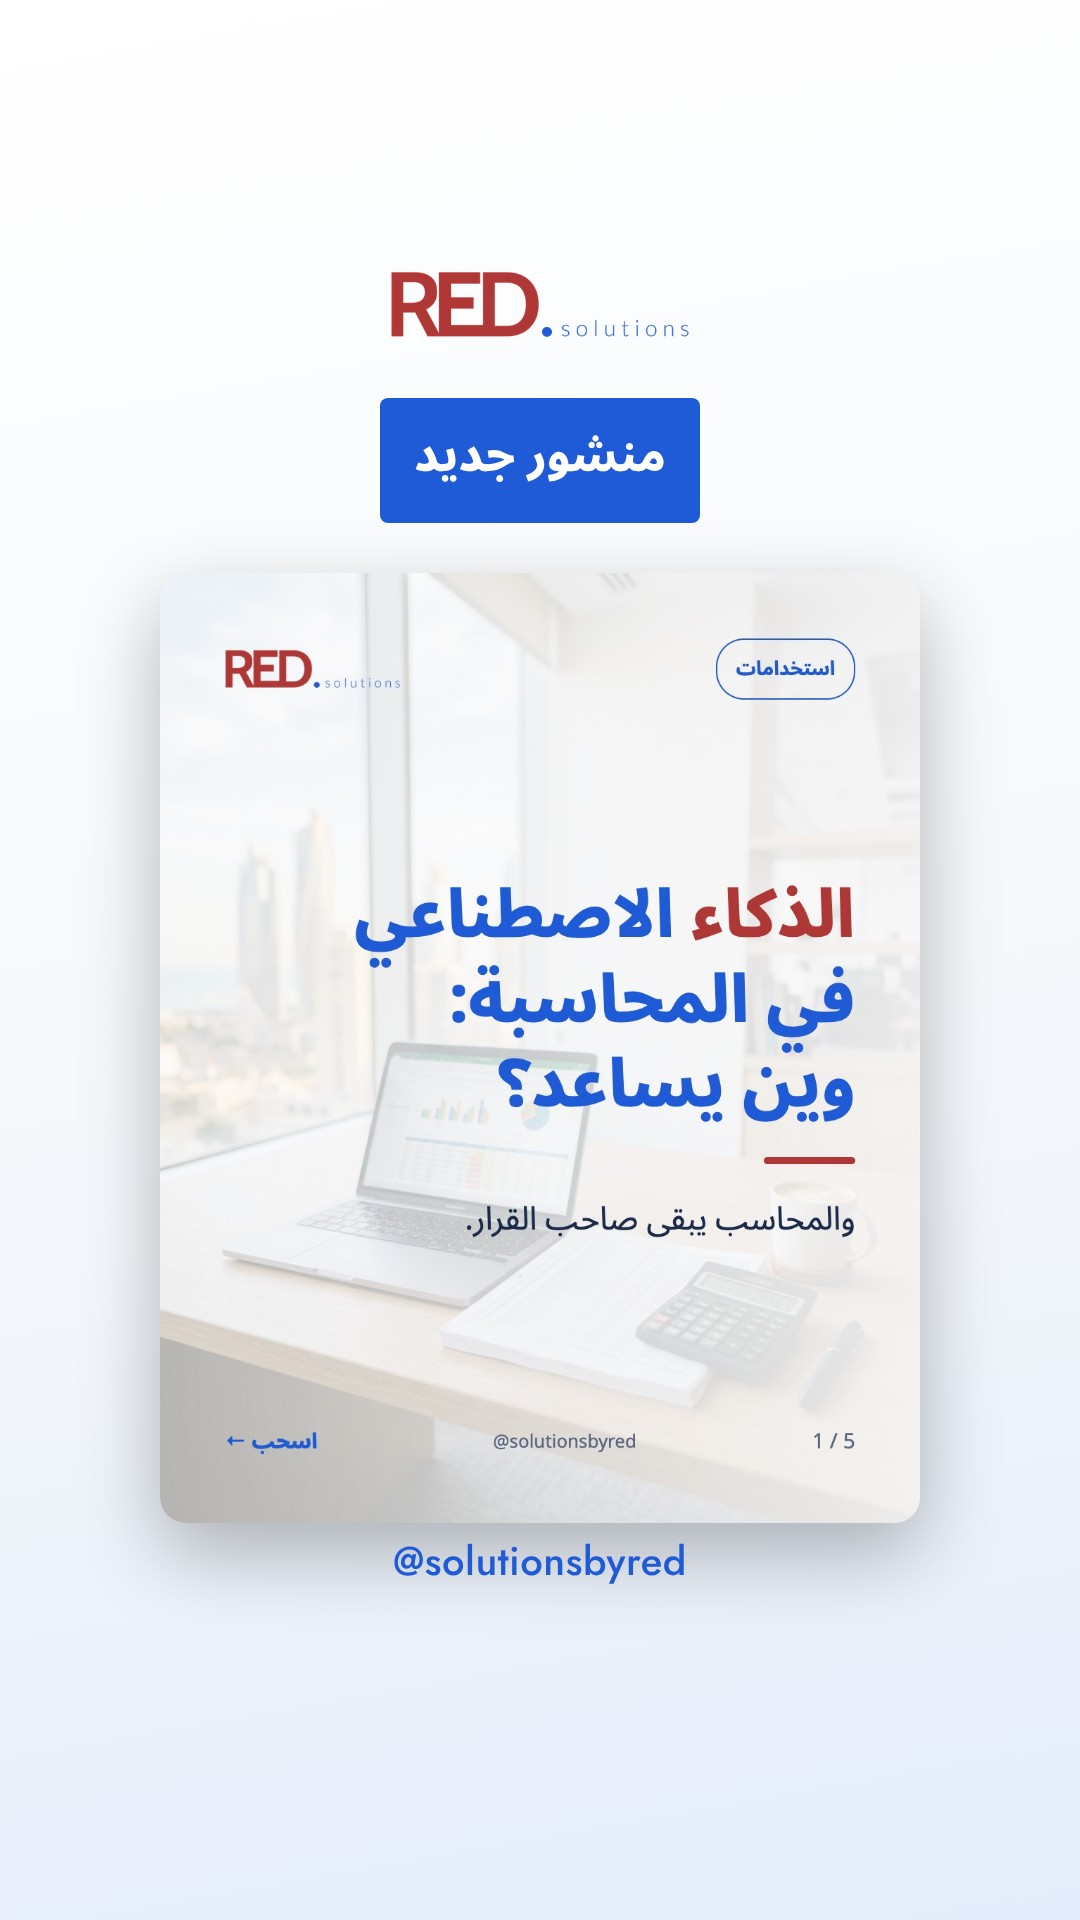 RED. solutions
منشور جديد
RED. solutions
استخدامات
الذكاء الاصطناعي
في المحاسبة:
وين يساعد؟
والمحاسب يبقى صاحب القرار.
1 / 5
@solutionsbyred
اسحب ←
@solutionsbyred